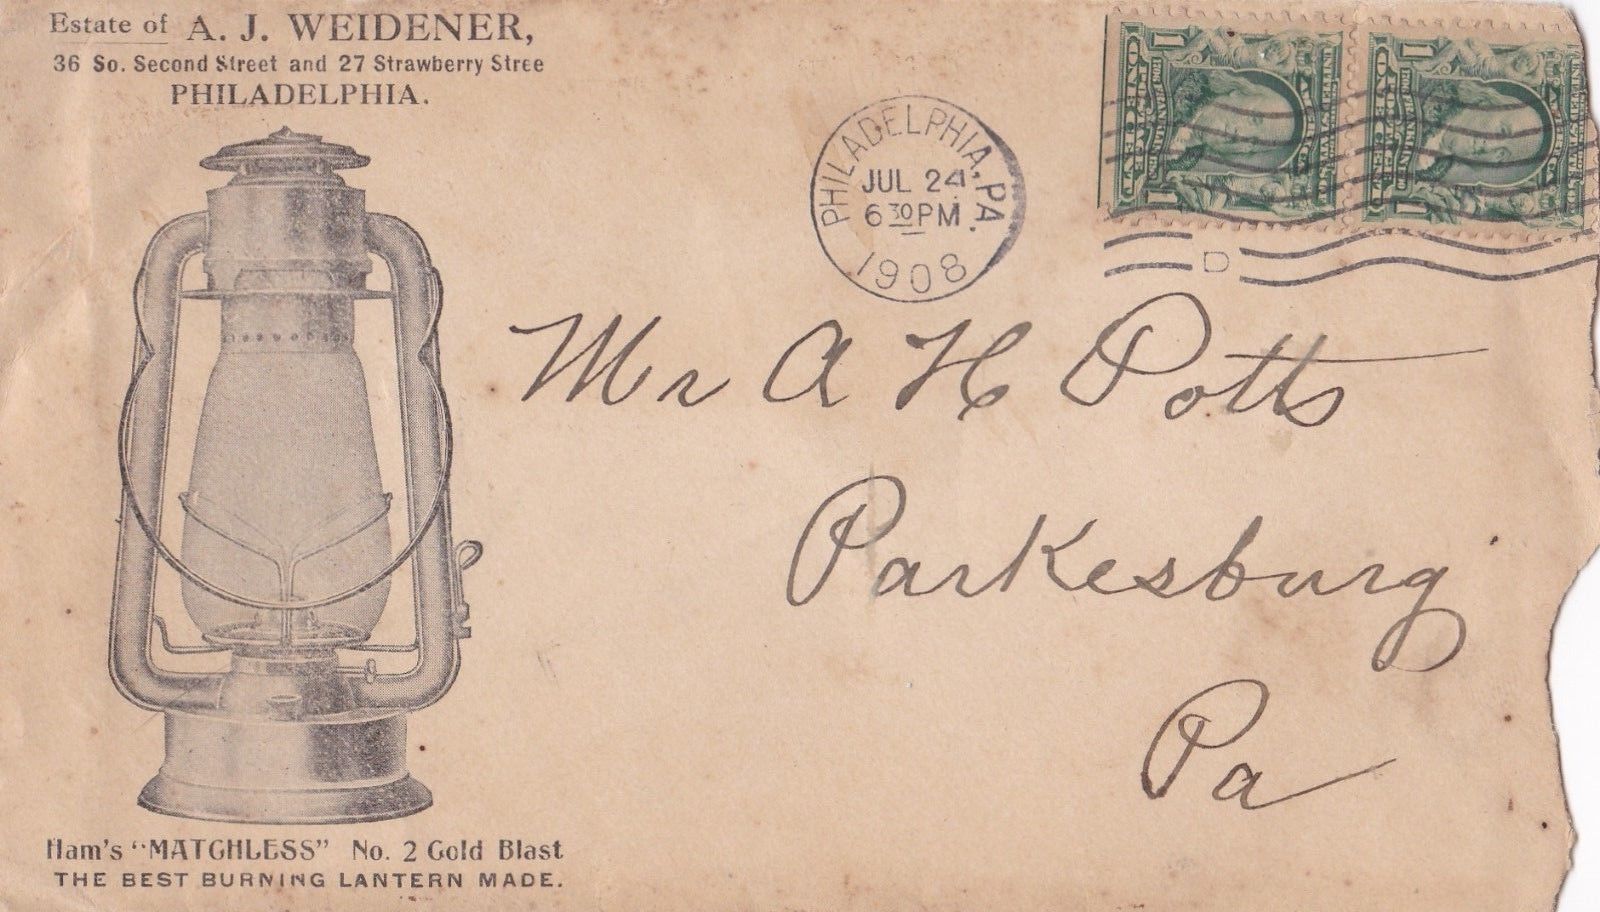 Estate of A. J. WEIDENER,
36 So. Second Street and 27 Strawberry Stree
PHILADELPHIA.
PHILADELPHIA, PA.
JUL 24
6 30 PM
1908
D
Mr A H Potts
Parkesburg
Pa
Ham's "MATCHLESS" No. 2 Cold Blast
THE BEST BURNING LANTERN MADE.